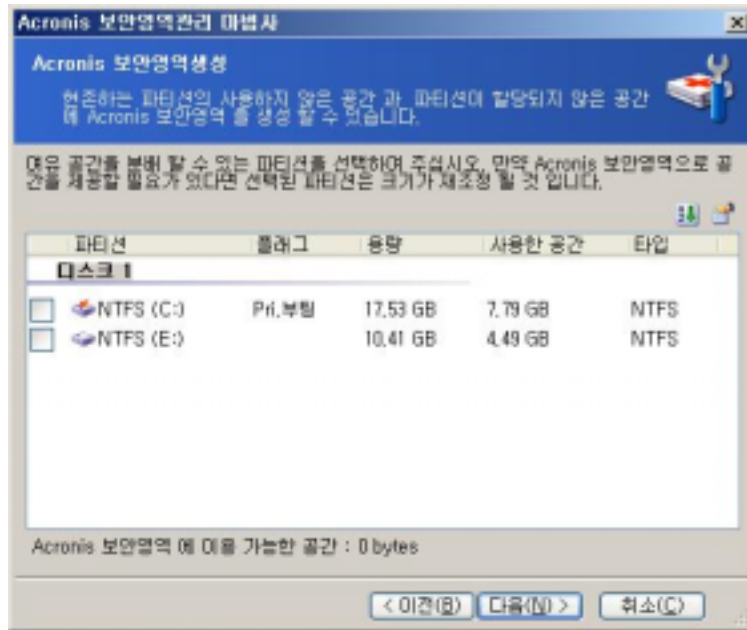 Acronis 보안영역관리 마법사
Acronis 보안영역생성
현존하는 파티션의 사용하지 않은 공간 과, 파티션이 할당되지 않은 공간
에 Acronis 보안영역 를 생성 할 수 있습니다.
여유 공간를 분배 할 수 있는 파티션를 선택하여 주십시오, 만약 Acronis 보안영역으로 공
간를 제공할 필요가 있다면 선택된 파티션은 크기가 재조정 될 것 입니다.
파티션 플래그 용량 사용한 공간 타입
디스크 1
NTFS (C:) Pri,부팅 17,53 GB 7,79 GB NTFS
NTFS (E:) 10,41 GB 4,49 GB NTFS
Acronis 보안영역 에 이용 가능한 공간 : 0 bytes
< 이전(B) 다음(N) > 취소(C)